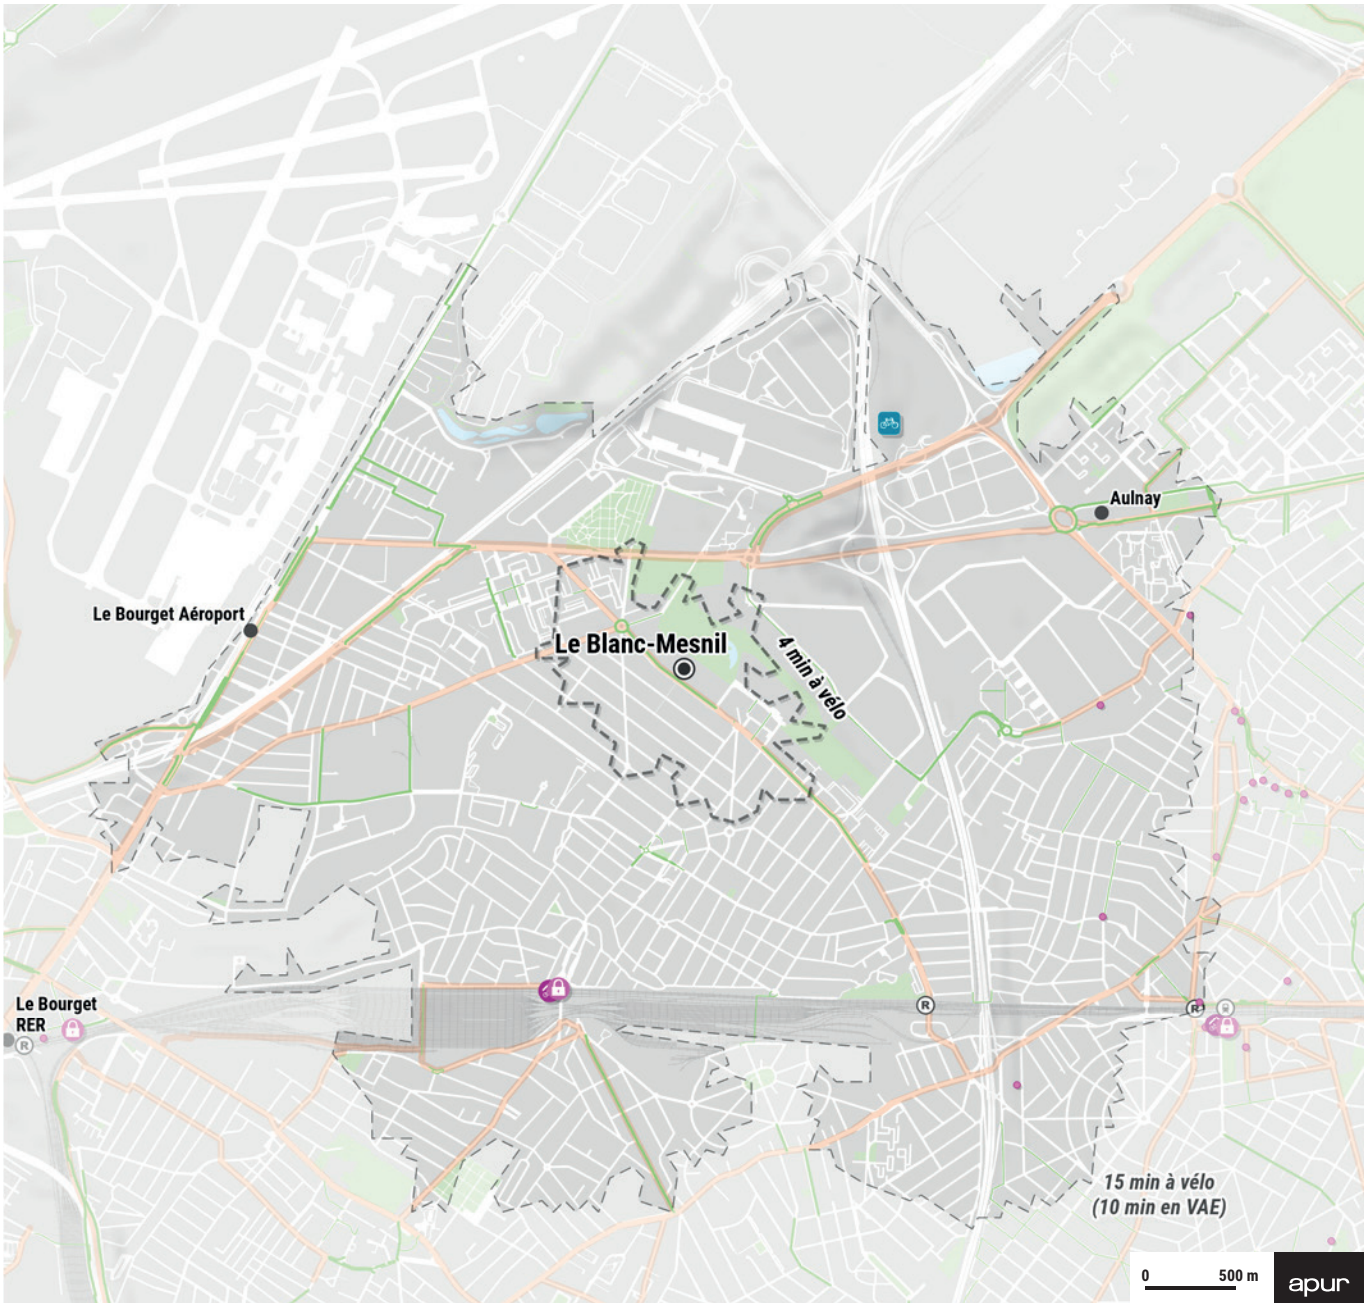 Aulnay
Le Bourget Aéroport
Le Blanc-Mesnil
4 min à vélo
Le Bourget
RER
R
R
R
15 min à vélo
(10 min en VAE)
0 500 m
apur